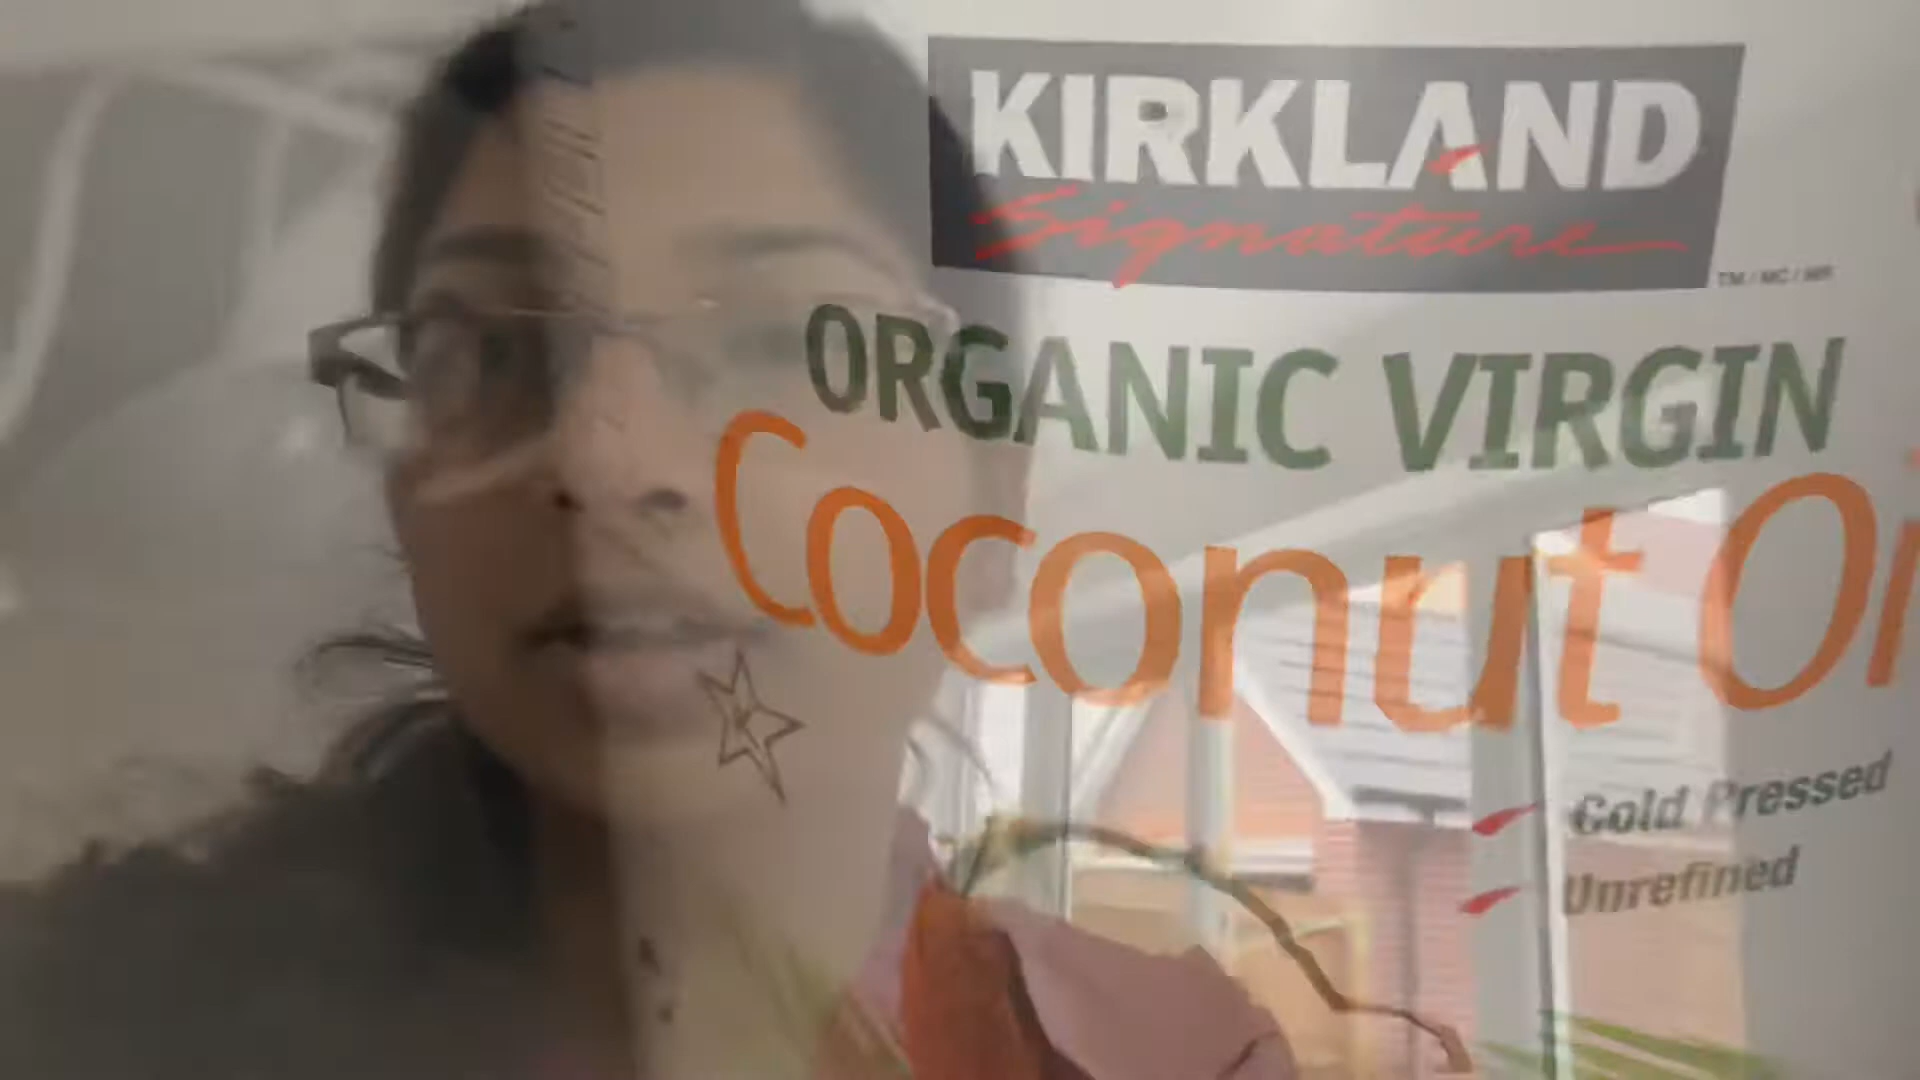 KIRKLAND
Signature
TM / MC / MR
ORGANIC VIRGIN
Coconut Oi
Cold Pressed
Unrefined